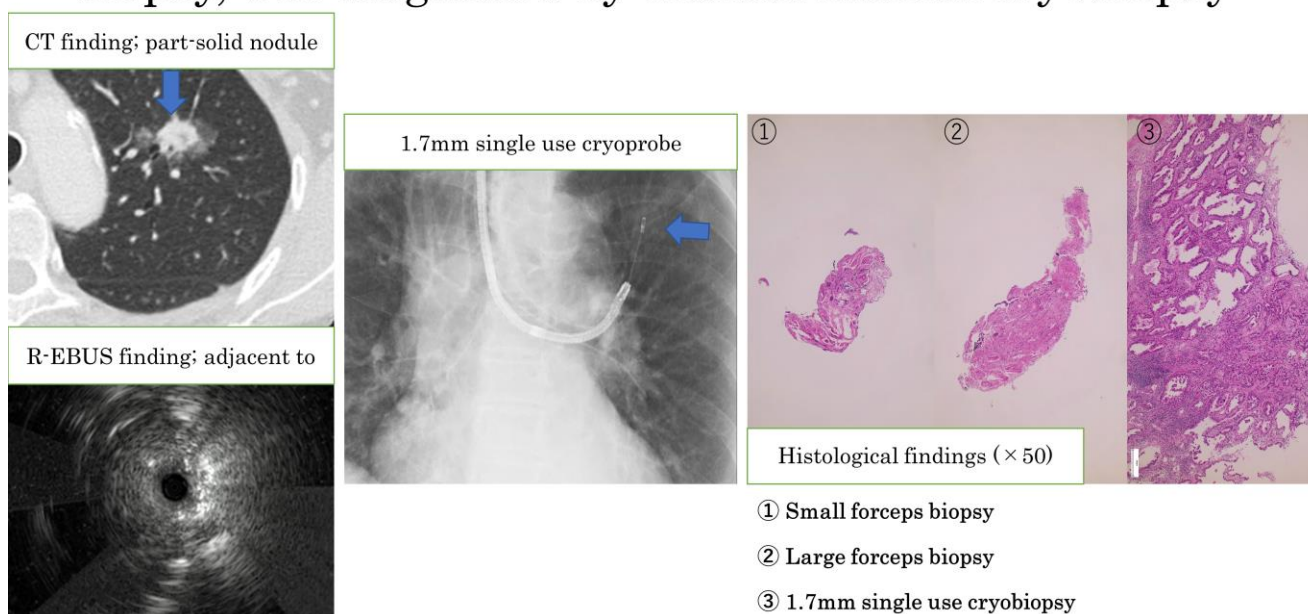 CT finding; part-solid nodule
R-EBUS finding; adjacent to
1.7mm single use cryoprobe
① ② ③
Histological findings (×50)
① Small forceps biopsy
② Large forceps biopsy
③ 1.7mm single use cryobiopsy